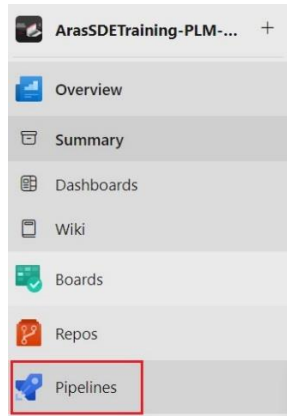 ArasSDETraining-PLM-... +
Overview
Summary
Dashboards
Wiki
Boards
Repos
Pipelines